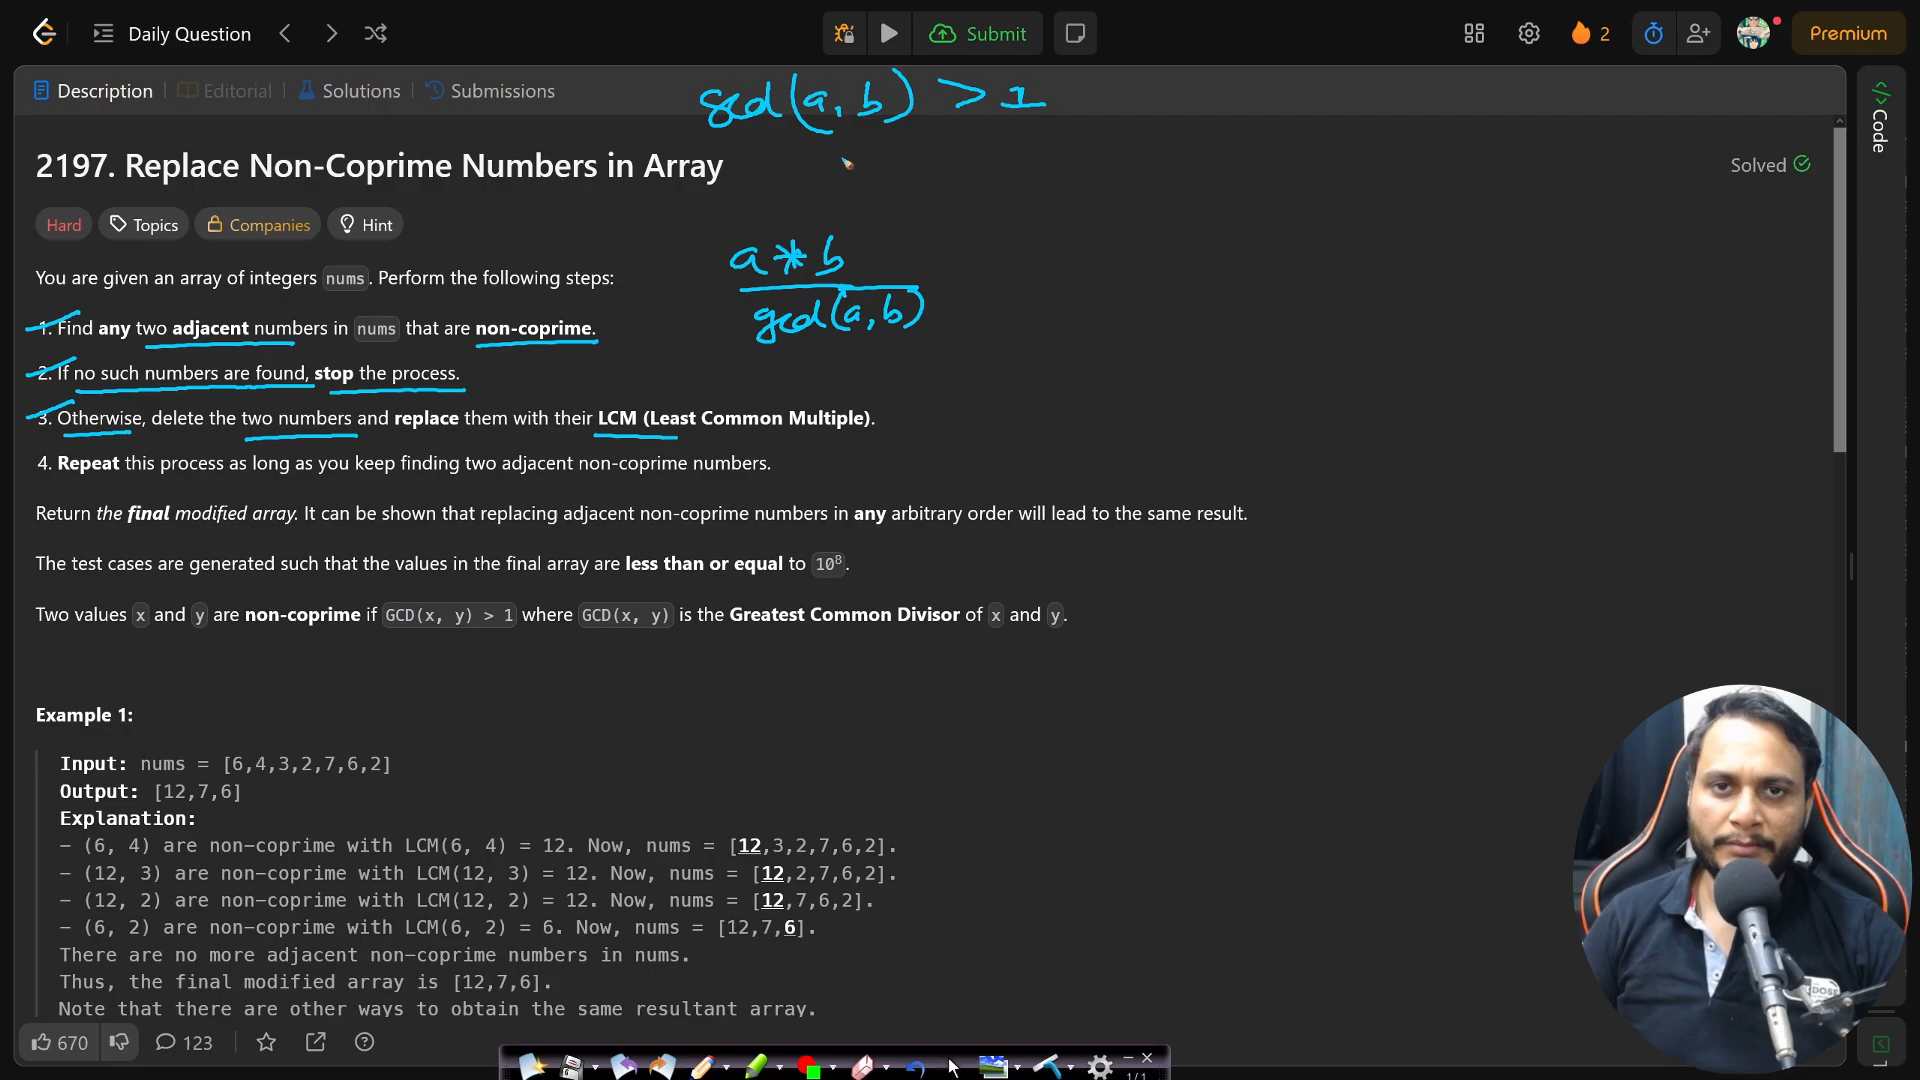 Daily Question
Submit
2
Premium
Description
Editorial
Solutions
Submissions
gcd(a, b) > 1
Code
2197. Replace Non-Coprime Numbers in Array
Solved
Hard
Topics
Companies
Hint
a * b
gcd(a, b)
You are given an array of integers nums. Perform the following steps:
1. Find any two adjacent numbers in nums that are non-coprime.
2. If no such numbers are found, stop the process.
3. Otherwise, delete the two numbers and replace them with their LCM (Least Common Multiple).
4. Repeat this process as long as you keep finding two adjacent non-coprime numbers.
Return the final modified array. It can be shown that replacing adjacent non-coprime numbers in any arbitrary order will lead to the same result.
The test cases are generated such that the values in the final array are less than or equal to 10⁸.
Two values x and y are non-coprime if GCD(x, y) > 1 where GCD(x, y) is the Greatest Common Divisor of x and y.
Example 1:
Input: nums = [6,4,3,2,7,6,2]
Output: [12,7,6]
Explanation:
- (6, 4) are non-coprime with LCM(6, 4) = 12. Now, nums = [12,3,2,7,6,2].
- (12, 3) are non-coprime with LCM(12, 3) = 12. Now, nums = [12,2,7,6,2].
- (12, 2) are non-coprime with LCM(12, 2) = 12. Now, nums = [12,7,6,2].
- (6, 2) are non-coprime with LCM(6, 2) = 6. Now, nums = [12,7,6].
There are no more adjacent non-coprime numbers in nums.
Thus, the final modified array is [12,7,6].
Note that there are other ways to obtain the same resultant array.
670
123
1/1